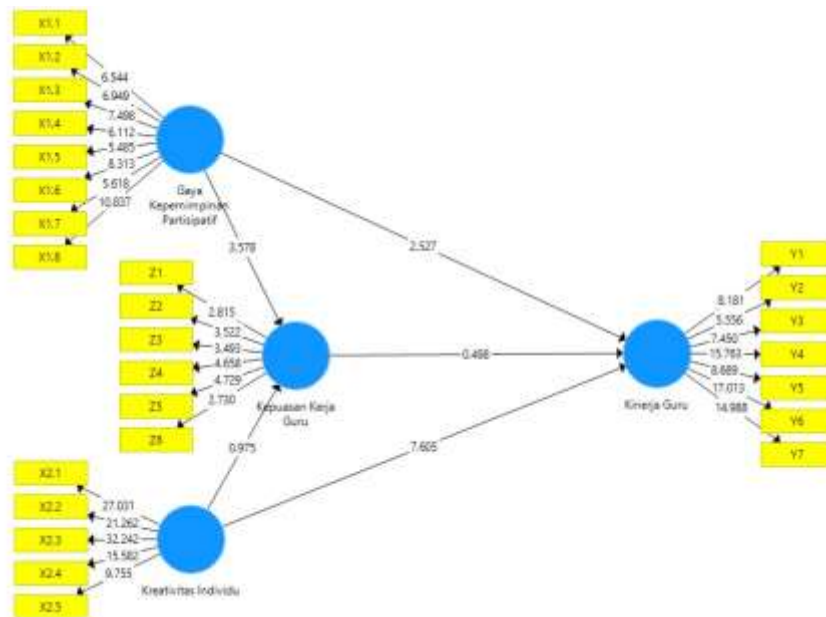 X1.1
X1.2
X1.3
X1.4
X1.5
X1.6
X1.7
X1.8
6.544
6.949
7.498
6.112
5.485
8.313
5.618
10.837
Gaya
Kepemimpinan
Partisipatif
3.578
2.527
Z1
Z2
Z3
Z4
Z5
Z6
2.815
3.522
3.493
4.658
4.729
3.730
Kepuasan Kerja
Guru
0.498
Y1
Y2
Y3
Y4
Y5
Y6
Y7
8.181
5.556
7.450
15.763
8.689
17.013
14.988
Kinerja Guru
0.975
7.605
X2.1
X2.2
X2.3
X2.4
X2.5
27.031
21.262
32.242
15.582
9.755
Kreativitas Individu